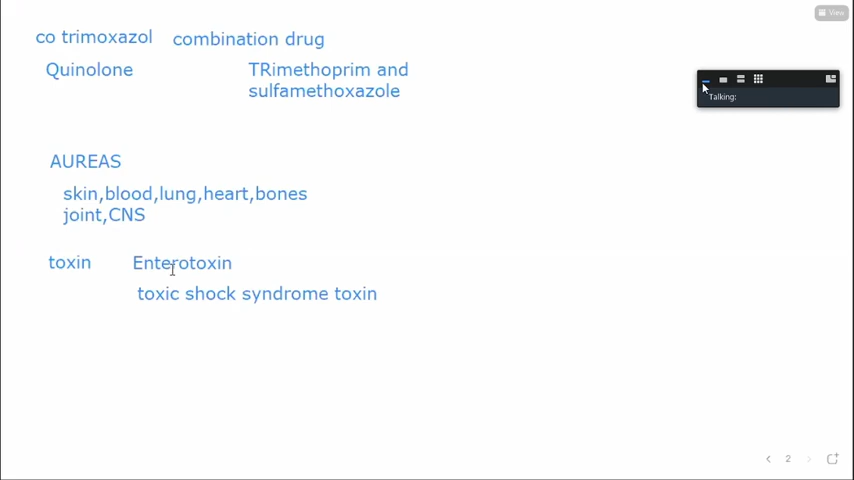 View
co trimoxazol combination drug
Quinolone TRimethoprim and
sulfamethoxazole
Talking:
AUREAS
skin,blood,lung,heart,bones
joint,CNS
toxin Enterotoxin
toxic shock syndrome toxin
2